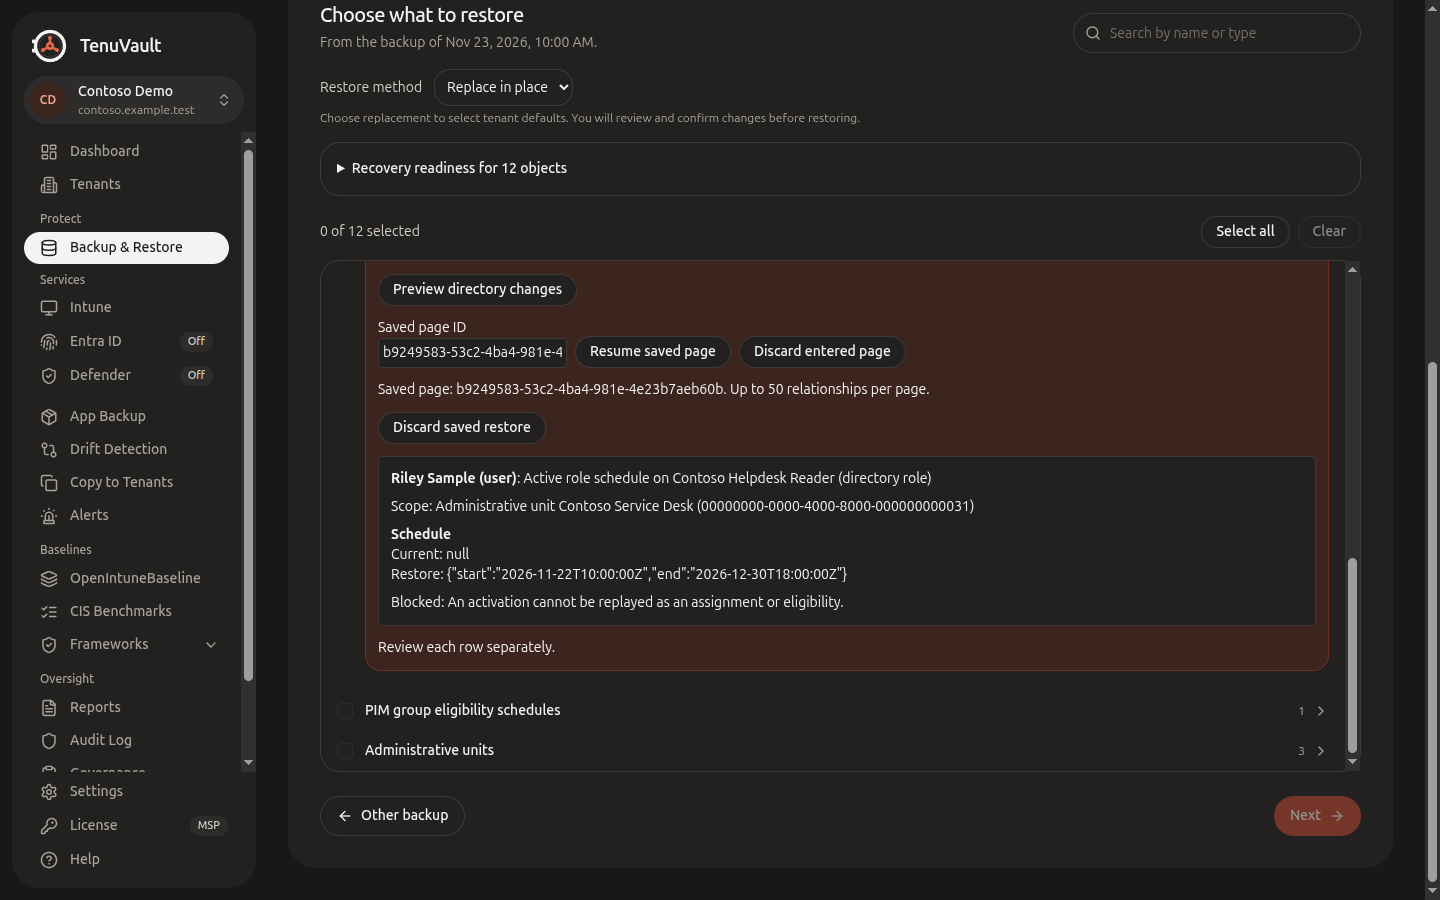 TenuVault
CD
Contoso Demo
contoso.example.test
Dashboard
Tenants
Protect
Backup & Restore
Services
Intune
Entra ID
Off
Defender
Off
App Backup
Drift Detection
Copy to Tenants
Alerts
Baselines
OpenIntuneBaseline
CIS Benchmarks
Frameworks
Oversight
Reports
Audit Log
Governance
Settings
License
MSP
Help
Choose what to restore
From the backup of Nov 23, 2026, 10:00 AM.
Search by name or type
Restore method
Replace in place
Choose replacement to select tenant defaults. You will review and confirm changes before restoring.
Recovery readiness for 12 objects
0 of 12 selected
Select all
Clear
Preview directory changes
Saved page ID
b9249583-53c2-4ba4-981e-4
Resume saved page
Discard entered page
Saved page: b9249583-53c2-4ba4-981e-4e23b7aeb60b. Up to 50 relationships per page.
Discard saved restore
Riley Sample (user): Active role schedule on Contoso Helpdesk Reader (directory role)
Scope: Administrative unit Contoso Service Desk (00000000-0000-4000-8000-000000000031)
Schedule
Current: null
Restore: {"start":"2026-11-22T10:00:00Z","end":"2026-12-30T18:00:00Z"}
Blocked: An activation cannot be replayed as an assignment or eligibility.
Review each row separately.
PIM group eligibility schedules
1
Administrative units
3
Other backup
Next